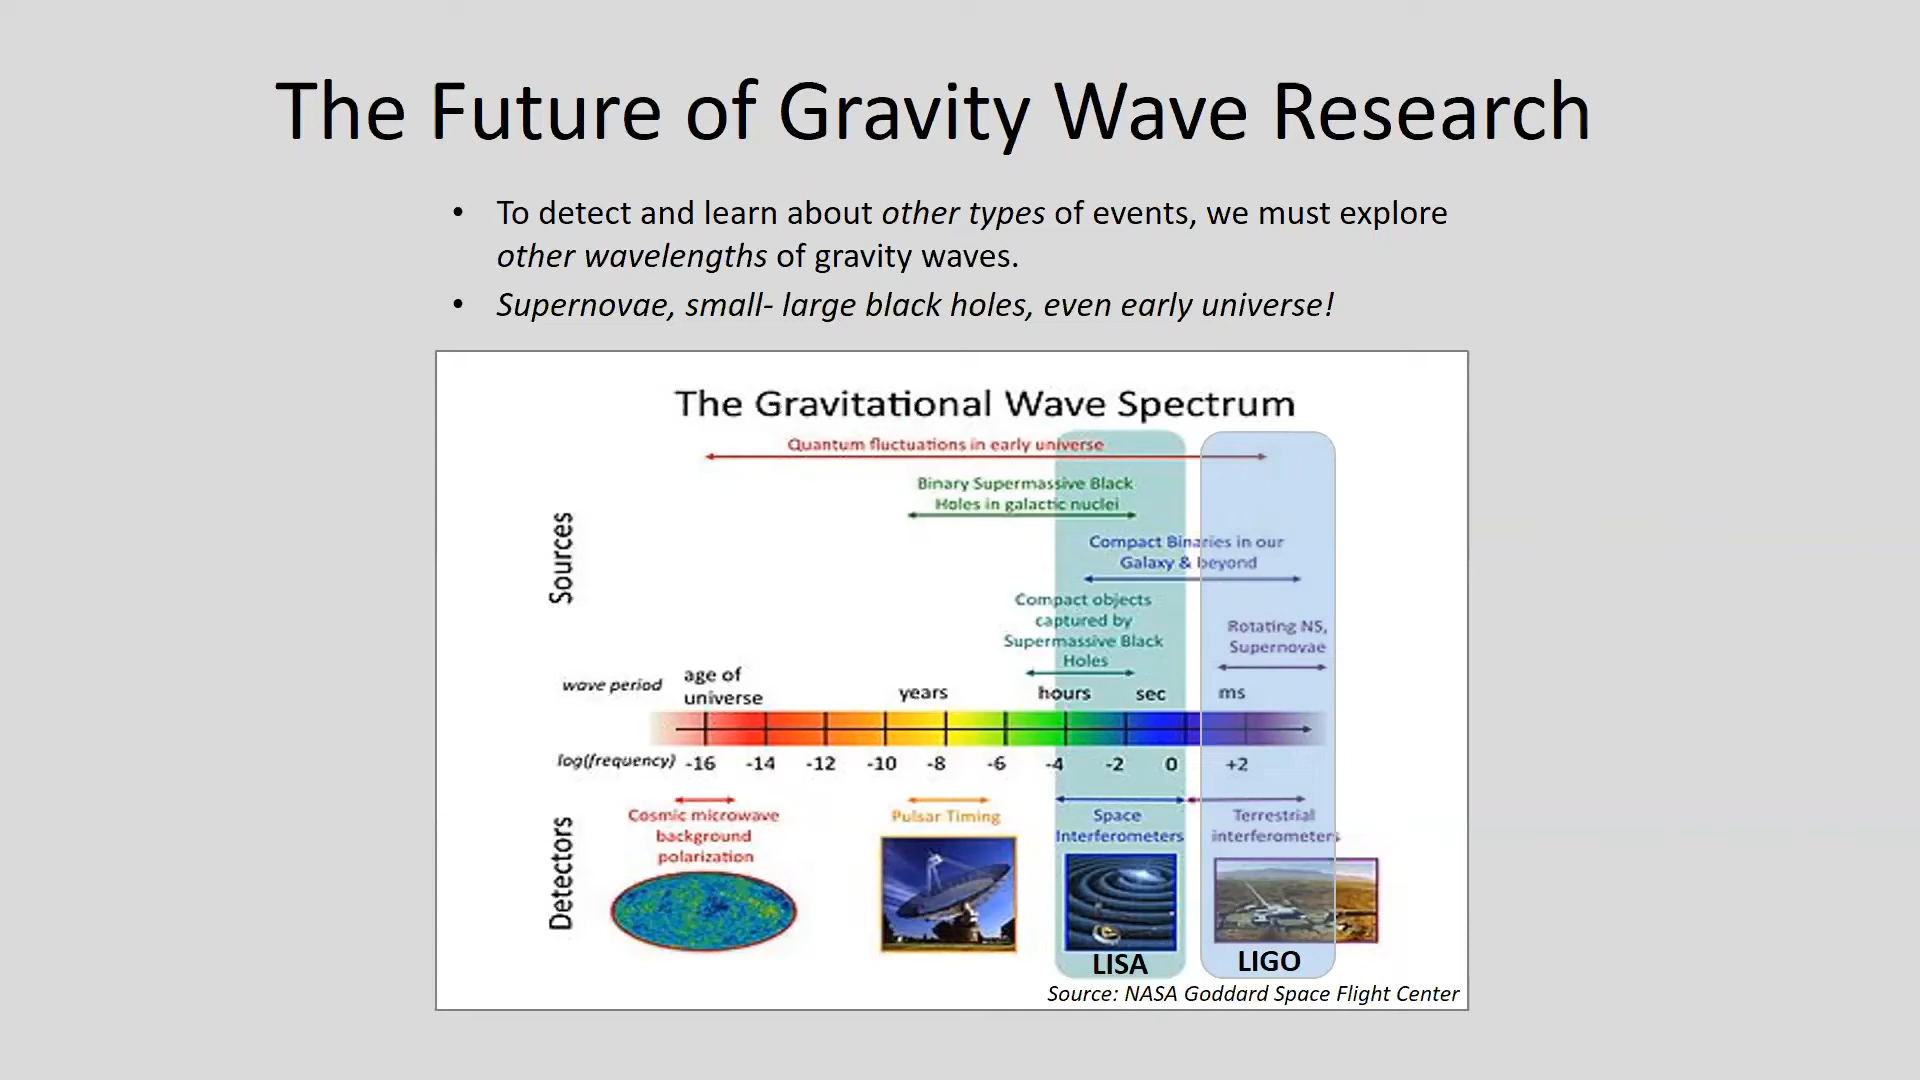 The Future of Gravity Wave Research
• To detect and learn about other types of events, we must explore
other wavelengths of gravity waves.
• Supernovae, small- large black holes, even early universe!
The Gravitational Wave Spectrum
Quantum fluctuations in early universe
Binary Supermassive Black
Holes in galactic nuclei
Sources
Compact Binaries in our
Galaxy & beyond
Compact objects
captured by
Supermassive Black
Holes
Rotating NS,
Supernovae
wave period
age of
universe
years
hours
sec
ms
log(frequency) -16 -14 -12 -10 -8 -6 -4 -2 0 +2
Detectors
Cosmic microwave
background
polarization
Pulsar Timing
Space
Interferometers
Terrestrial
interferometers
LISA
LIGO
Source: NASA Goddard Space Flight Center